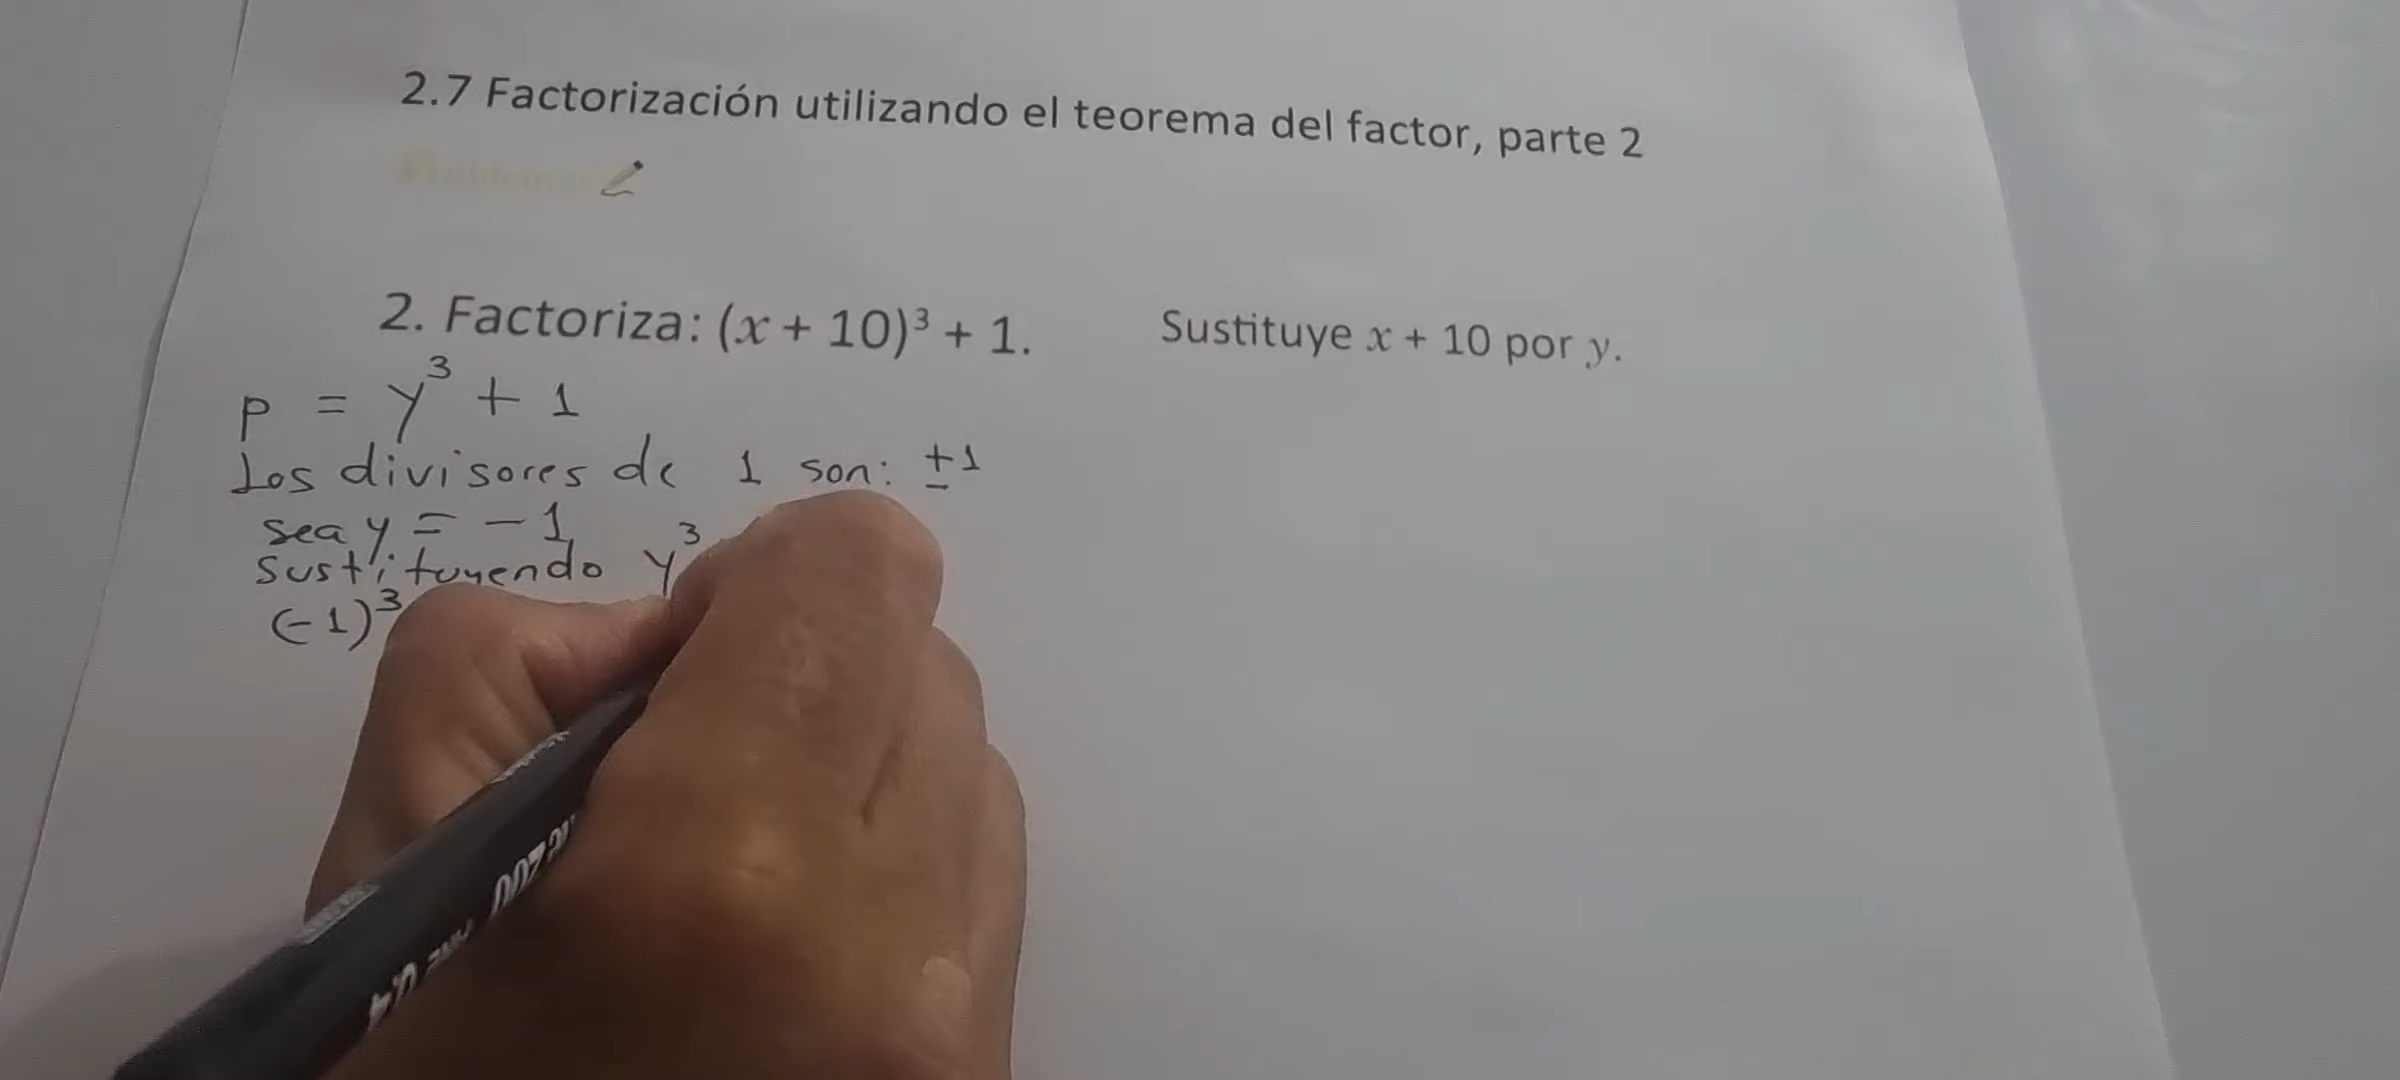 2.7 Factorización utilizando el teorema del factor, parte 2
2. Factoriza: (x + 10)³ + 1.
Sustituye x + 10 por y.
P = y³ + 1
Los divisores de 1 son: ±1
sea y = -1
Sustituyendo y³
(-1)³